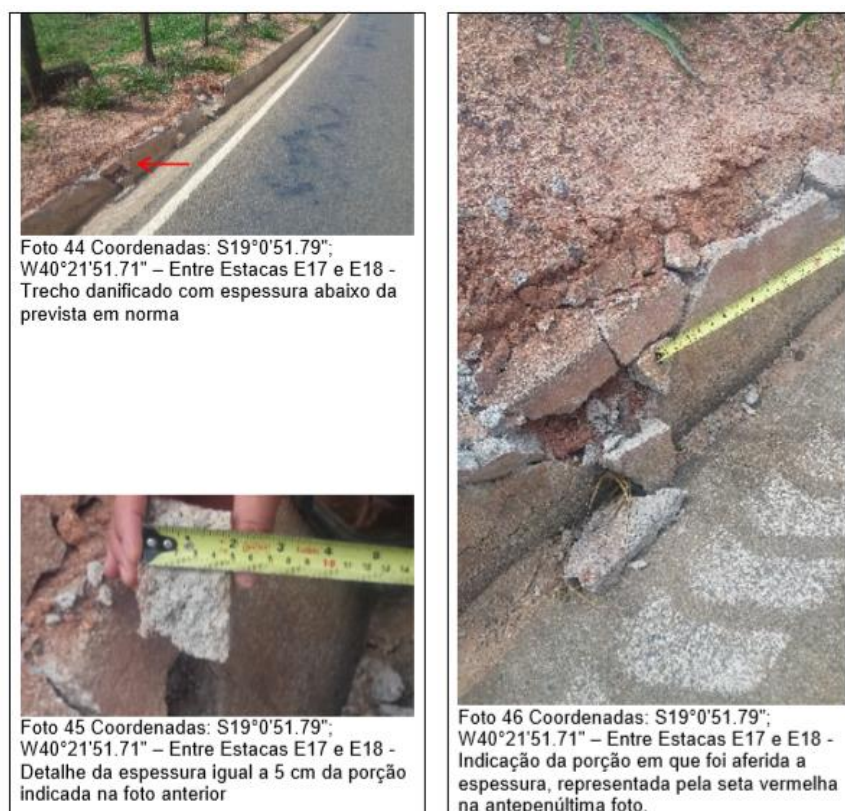 Foto 44 Coordenadas: S19°0'51.79";
W40°21'51.71" – Entre Estacas E17 e E18 -
Trecho danificado com espessura abaixo da
prevista em norma
Foto 45 Coordenadas: S19°0'51.79";
W40°21'51.71" – Entre Estacas E17 e E18 -
Detalhe da espessura igual a 5 cm da porção
indicada na foto anterior
Foto 46 Coordenadas: S19°0'51.79";
W40°21'51.71" – Entre Estacas E17 e E18 -
Indicação da porção em que foi aferida a
espessura, representada pela seta vermelha
na antepenúltima foto.